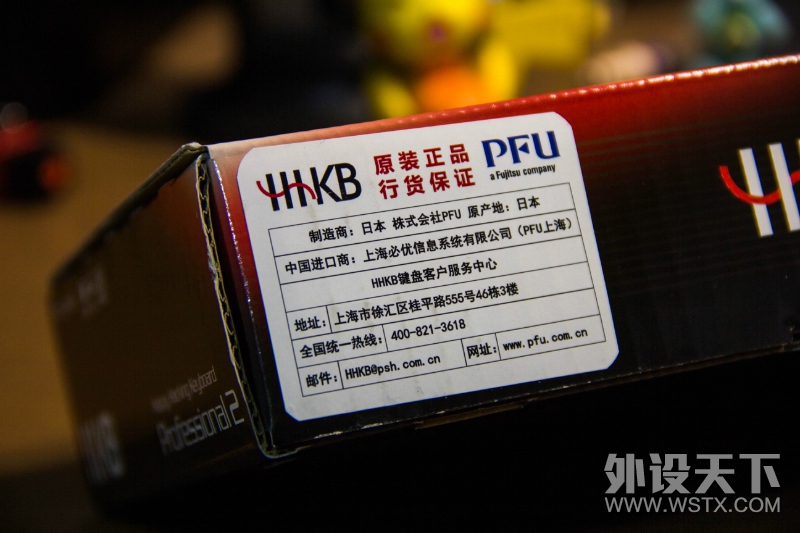 HHKB 原装正品 行货保证 PFU
a Fujitsu company
制造商：日本 株式会社PFU 原产地：日本
中国进口商：上海必优信息系统有限公司（PFU上海）
HHKB键盘客户服务中心
地址：上海市徐汇区桂平路555号46栋3楼
全国统一热线：400-821-3618
邮件：HHKB@psh.com.cn 网址：www.pfu.com.cn
Happy Hacking Keyboard
Professional 2
HHKB
外设天下
WWW.WSTX.COM